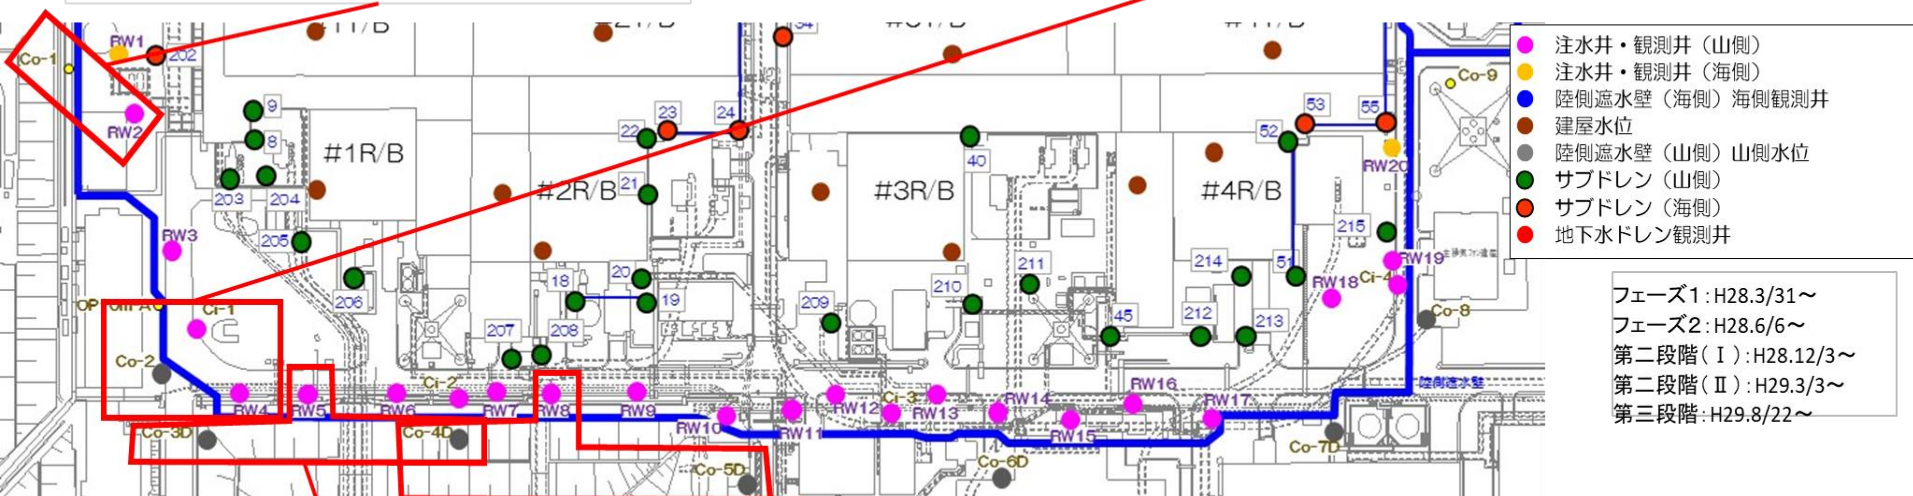 RW1
202
Co-1
RW2
9
8
#1R/B
203
204
205
206
RW3
Ci-1
Co-2
22
23
24
21
#2R/B
20
18
19
207
208
40
#3R/B
209
210
211
45
53
55
52
RW20
#4R/B
215
214
51
212
213
RW19
Ci-4
RW18
Co-9
Co-8
RW4
RW5
RW6
Ci-2
RW7
RW8
RW9
RW10
RW11
RW12
Ci-3
RW13
RW14
RW15
RW16
RW17
陸側遮水壁
Co-3D
Co-4D
Co-5D
Co-6D
Co-7D
注水井・観測井（山側）
注水井・観測井（海側）
陸側遮水壁（海側）海側観測井
建屋水位
陸側遮水壁（山側）山側水位
サブドレン（山側）
サブドレン（海側）
地下水ドレン観測井
フェーズ１：H28.3/31～
フェーズ２：H28.6/6～
第二段階（Ⅰ）：H28.12/3～
第二段階（Ⅱ）：H29.3/3～
第三段階：H29.8/22～